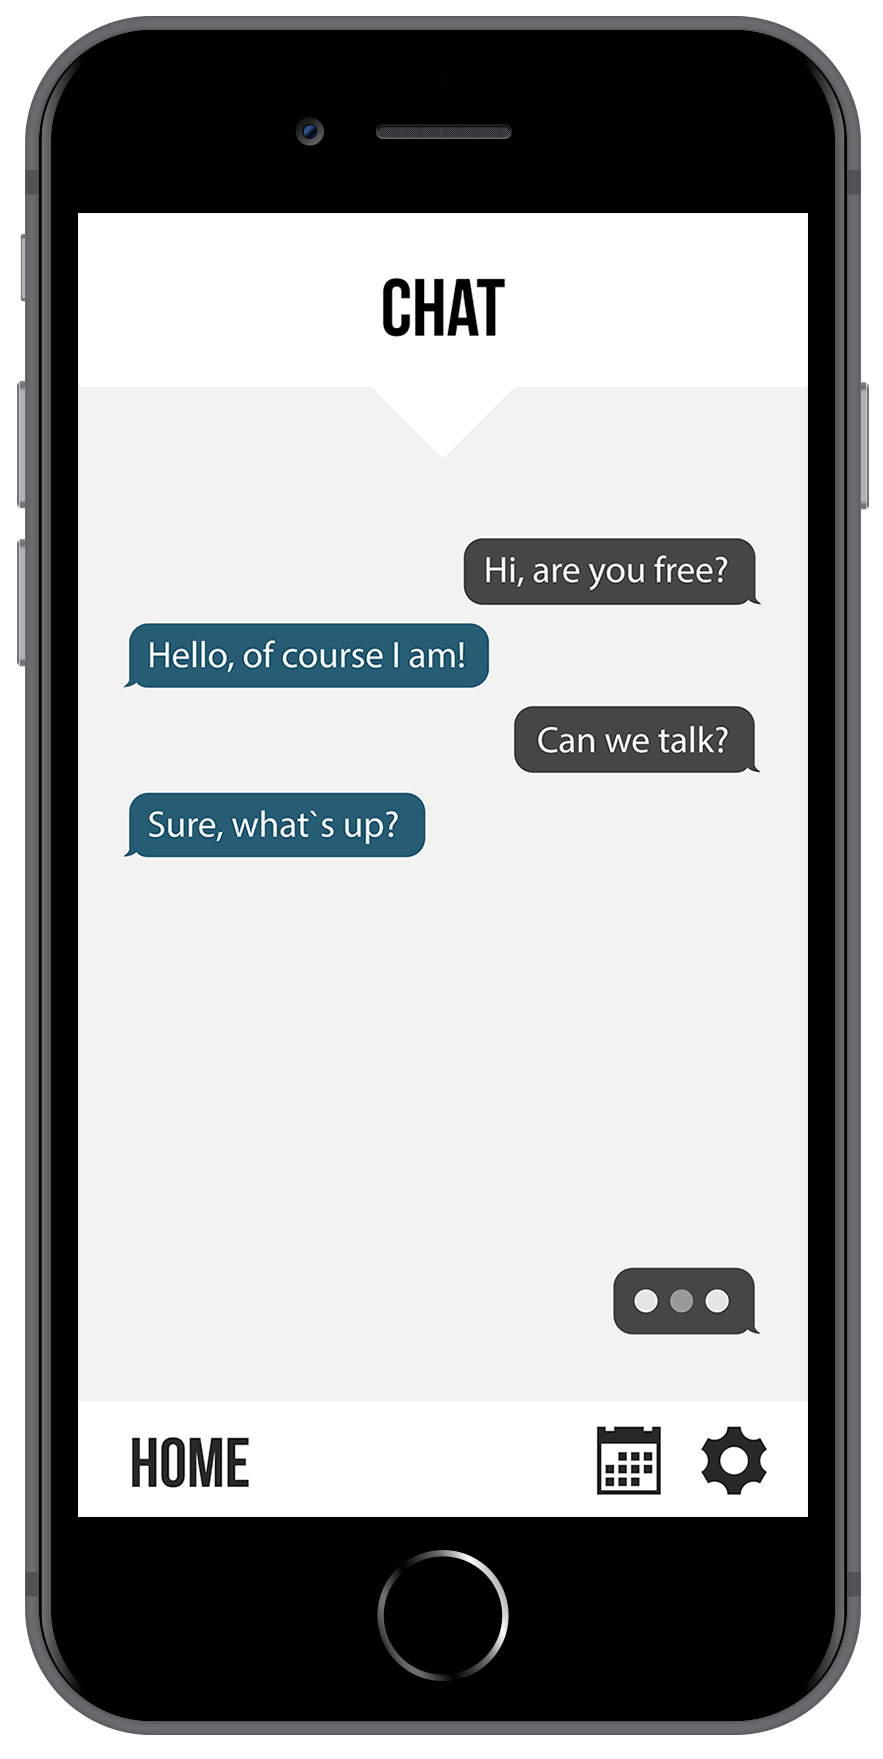 CHAT
Hi, are you free?
Hello, of course I am!
Can we talk?
Sure, what`s up?
HOME